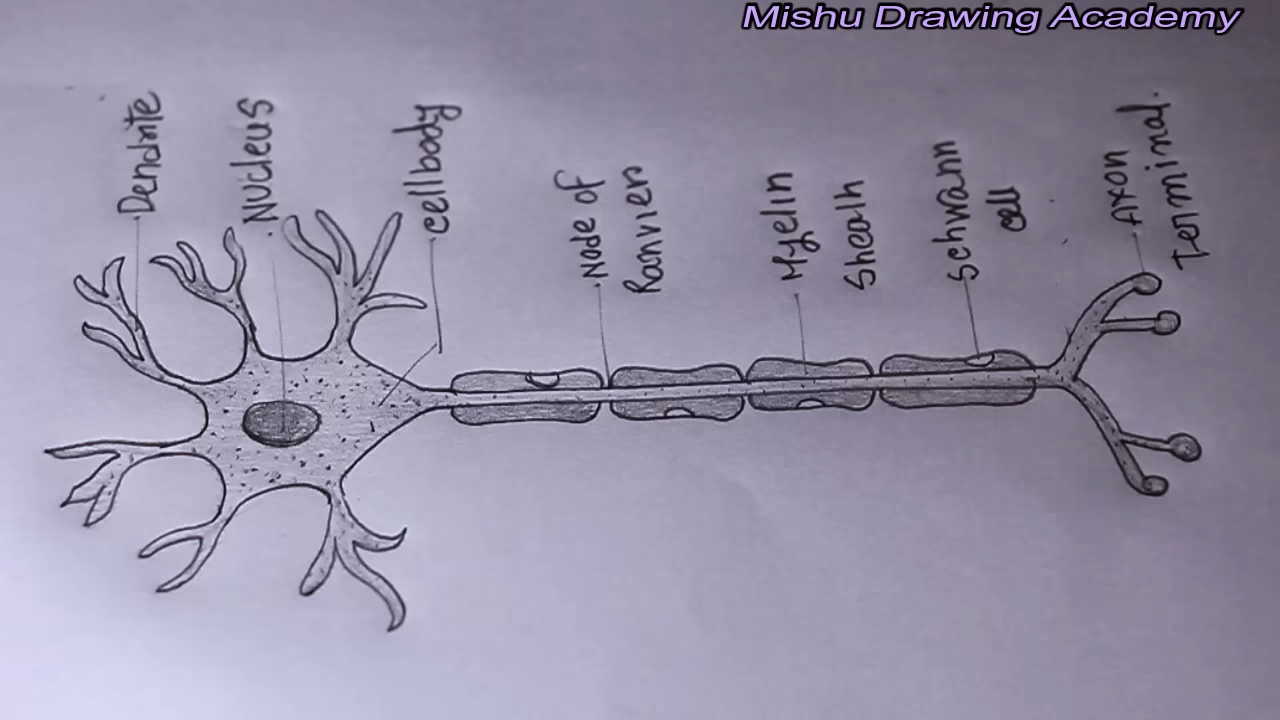 Mishu Drawing Academy
Dendrite
Nucleus
cellbody
Node of
Ranvier
Myelin
Sheath
Schwann
cell
Axon
Terminal.